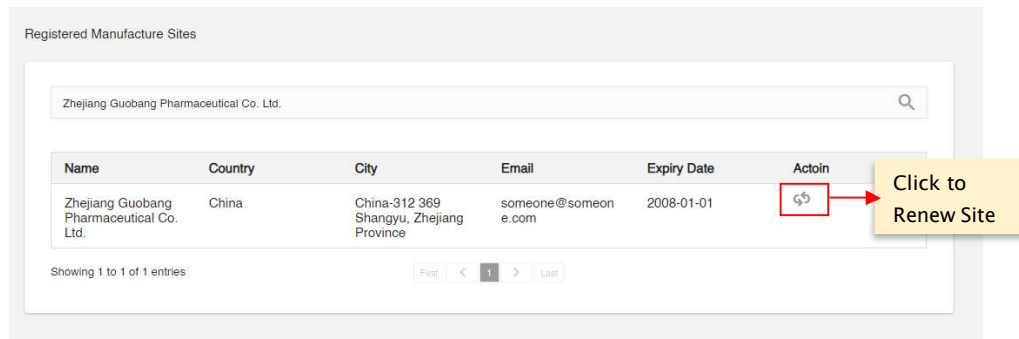 Registered Manufacture Sites
Zhejiang Guobang Pharmaceutical Co. Ltd.
Name Country City Email Expiry Date Actoin
Zhejiang Guobang China China-312 369 someone@someon 2008-01-01
Pharmaceutical Co. Shangyu, Zhejiang e.com
Ltd. Province
Click to
Renew Site
Showing 1 to 1 of 1 entries First < 1 > Last